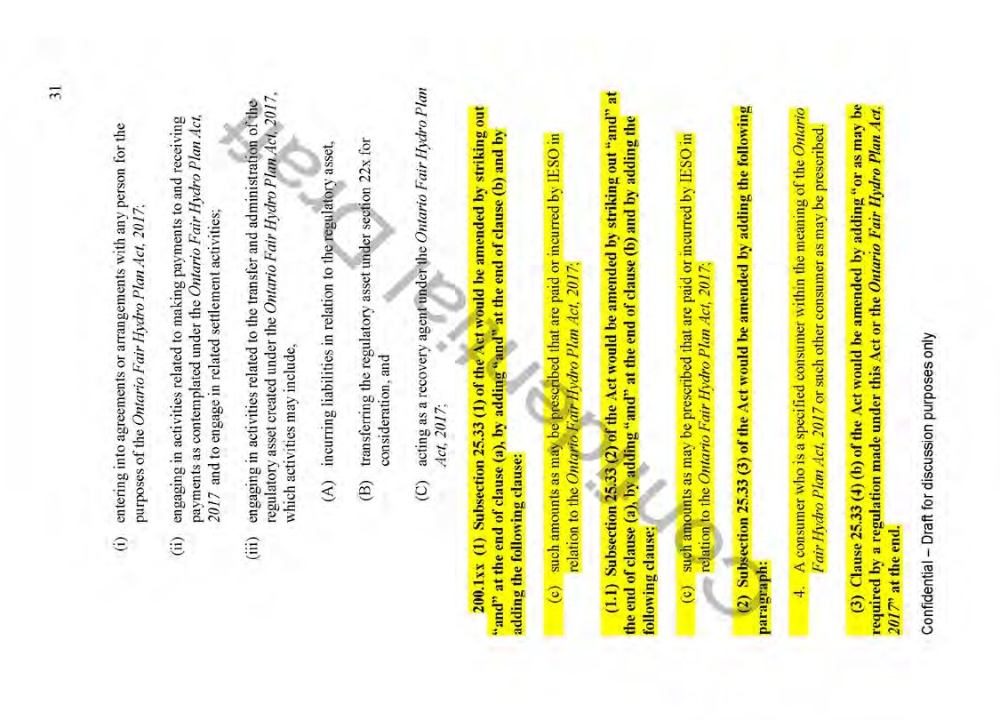 31
(i) entering into agreements or arrangements with any person for the
purposes of the Ontario Fair Hydro Plan Act, 2017;
(ii) engaging in activities related to making payments to and receiving
payments as contemplated under the Ontario Fair Hydro Plan Act,
2017 and to engage in related settlement activities;
(iii) engaging in activities related to the transfer and administration of the
regulatory asset created under the Ontario Fair Hydro Plan Act, 2017,
which activities may include,
(A) incurring liabilities in relation to the regulatory asset,
(B) transferring the regulatory asset under section 22x for
consideration, and
(C) acting as a recovery agent under the Ontario Fair Hydro Plan
Act, 2017;
200.1xx (1) Subsection 25.33 (1) of the Act would be amended by striking out
“and” at the end of clause (a), by adding “and” at the end of clause (b) and by
adding the following clause:
(c) such amounts as may be prescribed that are paid or incurred by IESO in
relation to the Ontario Fair Hydro Plan Act, 2017;
(1.1) Subsection 25.33 (2) of the Act would be amended by striking out “and” at
the end of clause (a), by adding “and” at the end of clause (b) and by adding the
following clause:
(c) such amounts as may be prescribed that are paid or incurred by IESO in
relation to the Ontario Fair Hydro Plan Act, 2017;
(2) Subsection 25.33 (3) of the Act would be amended by adding the following
paragraph:
4. A consumer who is a specified consumer within the meaning of the Ontario
Fair Hydro Plan Act, 2017 or such other consumer as may be prescribed.
(3) Clause 25.33 (4) (b) of the Act would be amended by adding “or as may be
required by a regulation made under this Act or the Ontario Fair Hydro Plan Act,
2017” at the end.
Confidential – Draft for discussion purposes only
Confidential Draft